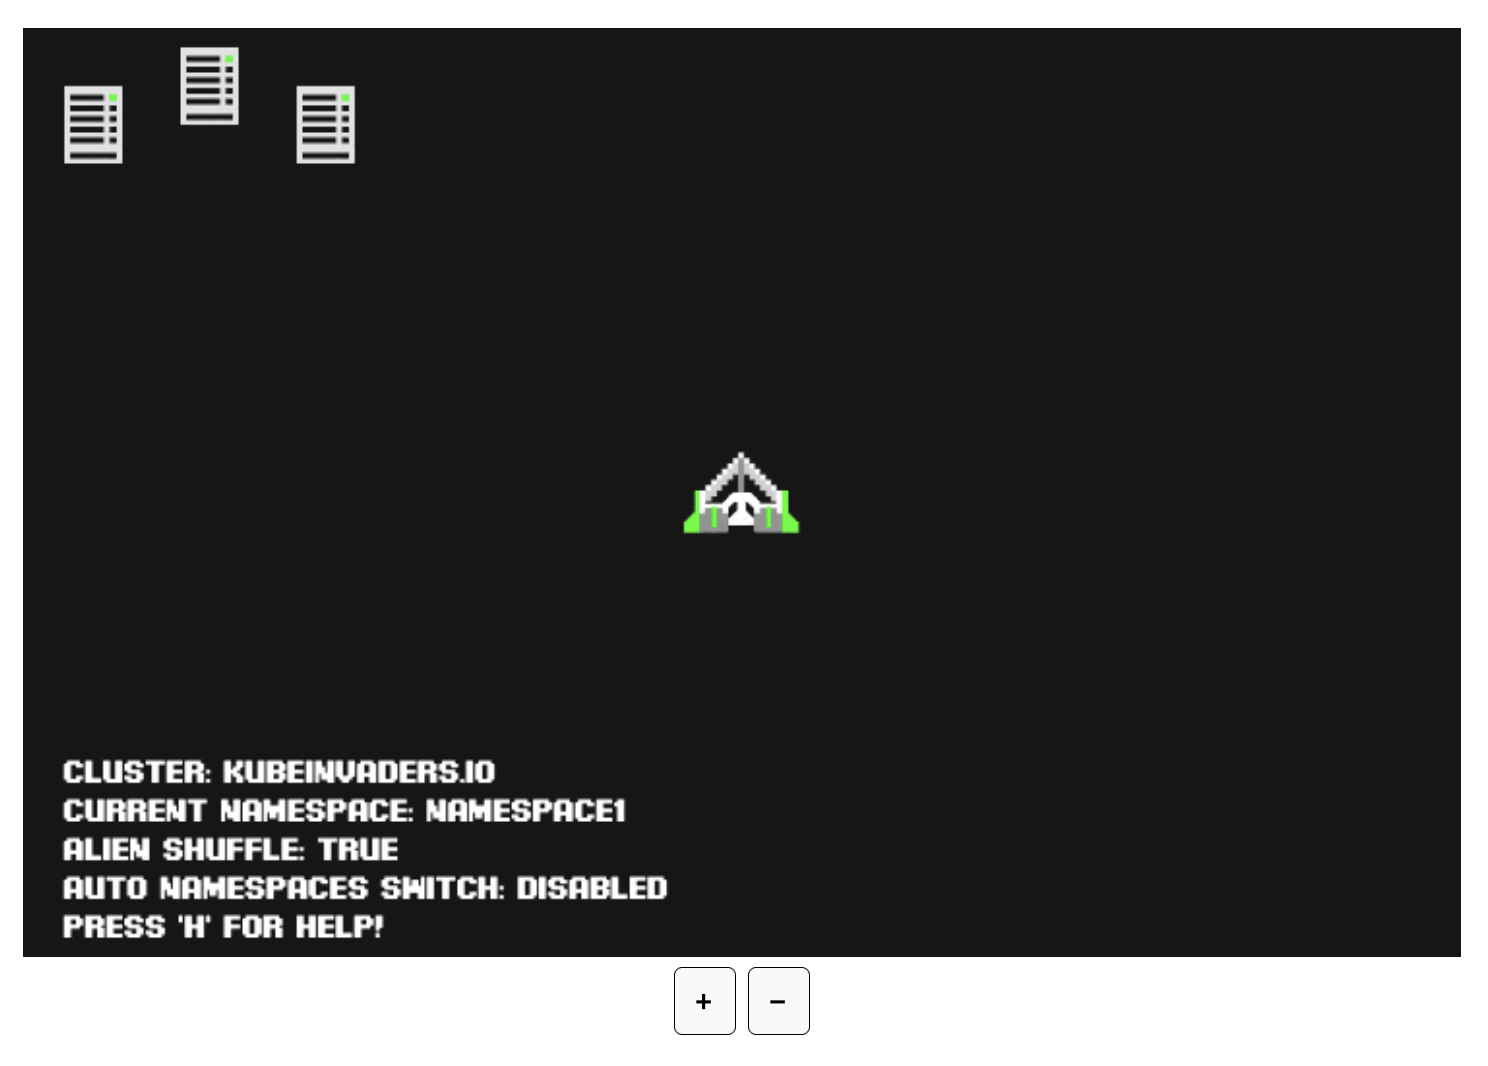 CLUSTER: KUBEINVADERS.IO
CURRENT NAMESPACE: NAMESPACE1
ALIEN SHUFFLE: TRUE
AUTO NAMESPACES SWITCH: DISABLED
PRESS 'H' FOR HELP!
+ −